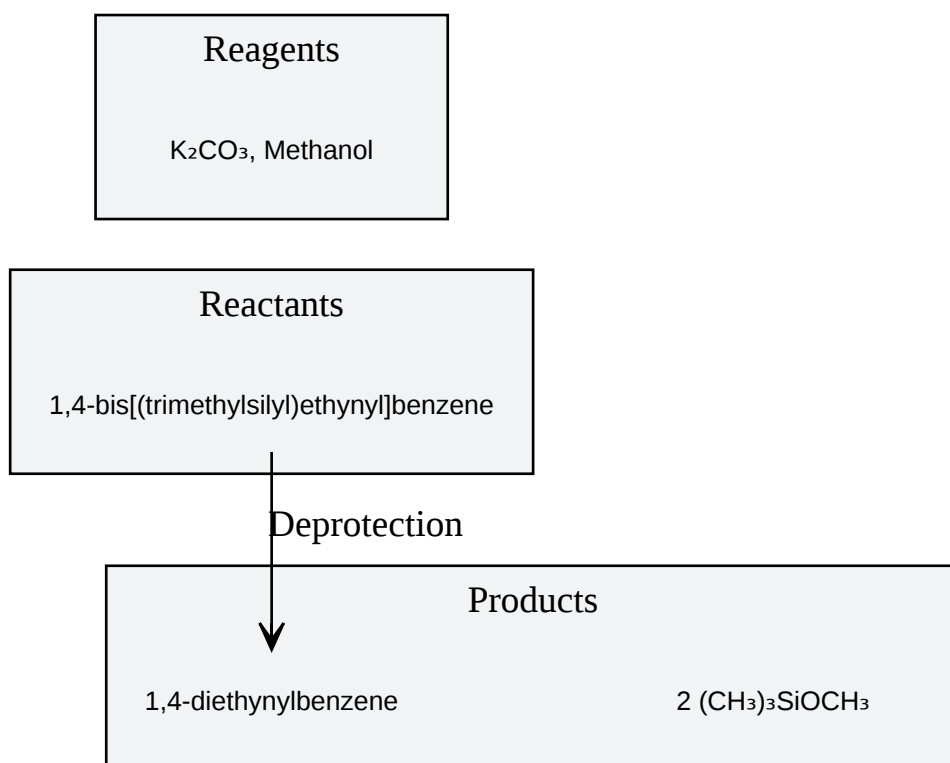 Reagents
K₂CO₃, Methanol
Reactants
1,4-bis[(trimethylsilyl)ethynyl]benzene
Deprotection
Products
1,4-diethynylbenzene
2 (CH₃)₃SiOCH₃